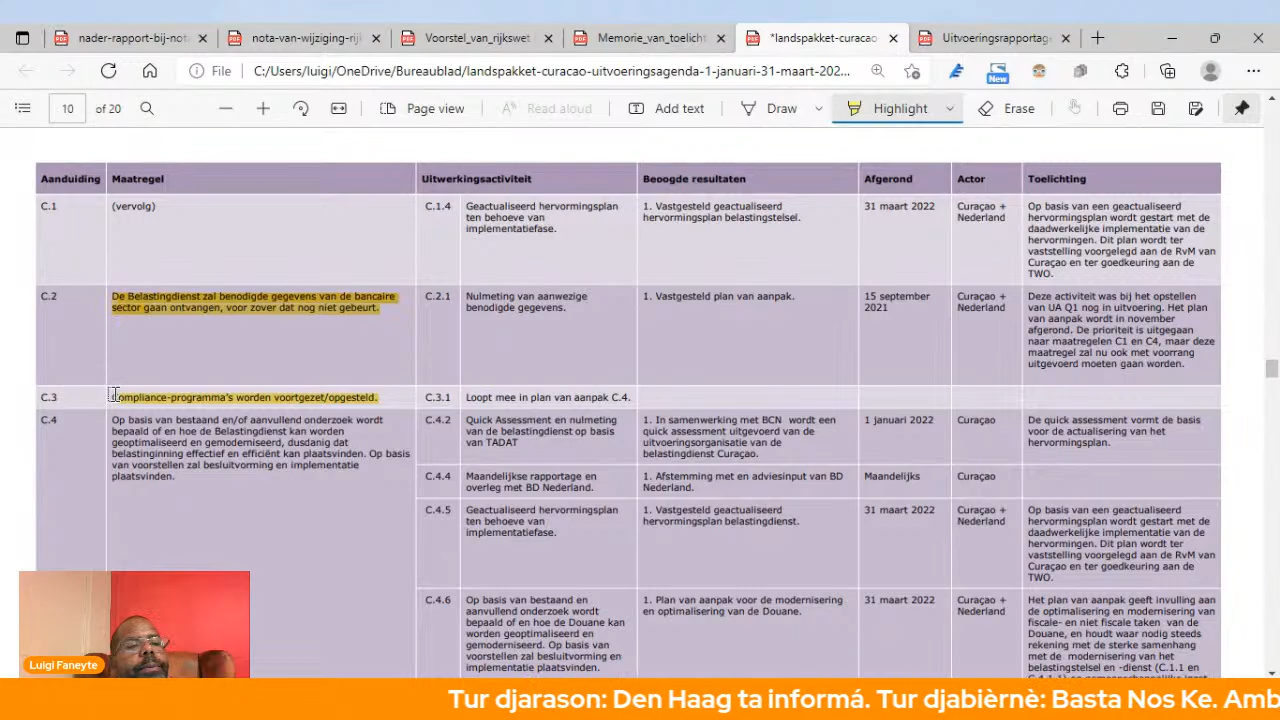 nader-rapport-bij-not
nota-van-wijziging-rijk
Voorstel_van_rijkswet
Memorie_van_toelicht
*landspakket-curacao
Uitvoeringsrapportag
File
C:/Users/luigi/OneDrive/Bureaublad/landspakket-curacao-uitvoeringsagenda-1-januari-31-maart-202...
New
10 of 20
Page view
Read aloud
Add text
Draw
Highlight
Erase
Aanduiding Maatregel Uitwerkingsactiviteit Beoogde resultaten Afgerond Actor Toelichting
C.1
(vervolg)
C.1.4
Geactualiseerd hervormingsplan
ten behoeve van
implementatiefase.
1. Vastgesteld geactualiseerd
hervormingsplan belastingstelsel.
31 maart 2022
Curaçao +
Nederland
Op basis van een geactualiseerd
hervormingsplan wordt gestart met de
daadwerkelijke implementatie van de
hervormingen. Dit plan wordt ter
vaststelling voorgelegd aan de RvM van
Curaçao en ter goedkeuring aan de
TWO.
C.2
De Belastingdienst zal benodigde gegevens van de bancaire
sector gaan ontvangen, voor zover dat nog niet gebeurt.
C.2.1
Nulmeting van aanwezige
benodigde gegevens.
1. Vastgesteld plan van aanpak.
15 september
2021
Curaçao +
Nederland
Deze activiteit was bij het opstellen
van UA Q1 nog in uitvoering. Het plan
van aanpak wordt in november
afgerond. De prioriteit is uitgegaan
naar maatregelen C1 en C4, maar deze
maatregel zal nu ook met voorrang
uitgevoerd moeten gaan worden.
C.3
Compliance-programma's worden voortgezet/opgesteld.
C.3.1
Loopt mee in plan van aanpak C.4.
C.4
Op basis van bestaand en/of aanvullend onderzoek wordt
bepaald of en hoe de Belastingdienst kan worden
geoptimaliseerd en gemoderniseerd, dusdanig dat
belastinginning effectief en efficiënt kan plaatsvinden. Op basis
van voorstellen zal besluitvorming en implementatie
plaatsvinden.
C.4.2
Quick Assessment en nulmeting
van de belastingdienst op basis
van TADAT
1. In samenwerking met BCN wordt een
quick assessment uitgevoerd van de
uitvoeringsorganisatie van de
belastingdienst Curaçao.
1 januari 2022
Curaçao
De quick assessment vormt de basis
voor de actualisering van het
hervormingsplan.
C.4.4
Maandelijkse rapportage en
overleg met BD Nederland.
1. Afstemming met en adviesinput van BD
Nederland.
Maandelijks
Curaçao
C.4.5
Geactualiseerd hervormingsplan
ten behoeve van
implementatiefase.
1. Vastgesteld geactualiseerd
hervormingsplan belastingdienst.
31 maart 2022
Curaçao +
Nederland
Op basis van een geactualiseerd
hervormingsplan wordt gestart met de
daadwerkelijke implementatie van de
hervormingen. Dit plan wordt ter
vaststelling voorgelegd aan de RvM van
Curaçao en ter goedkeuring aan de
TWO.
C.4.6
Op basis van bestaand en
aanvullend onderzoek wordt
bepaald of en hoe de Douane kan
worden geoptimaliseerd en
gemoderniseerd. Op basis van
voorstellen zal besluitvorming en
implementatie plaatsvinden.
1. Plan van aanpak voor de modernisering
en optimalisering van de Douane.
31 maart 2022
Curaçao +
Nederland
Het plan van aanpak geeft invulling aan
de optimalisering en modernisering van
fiscale- en niet fiscale taken van de
Douane, en houdt waar nodig steeds
rekening met de sterke samenhang
met de modernisering van het
belastingstelsel en -dienst (C.1.1 en
Luigi Faneyte
Tur djarason: Den Haag ta informá. Tur djabièrnè: Basta Nos Ke. Amb